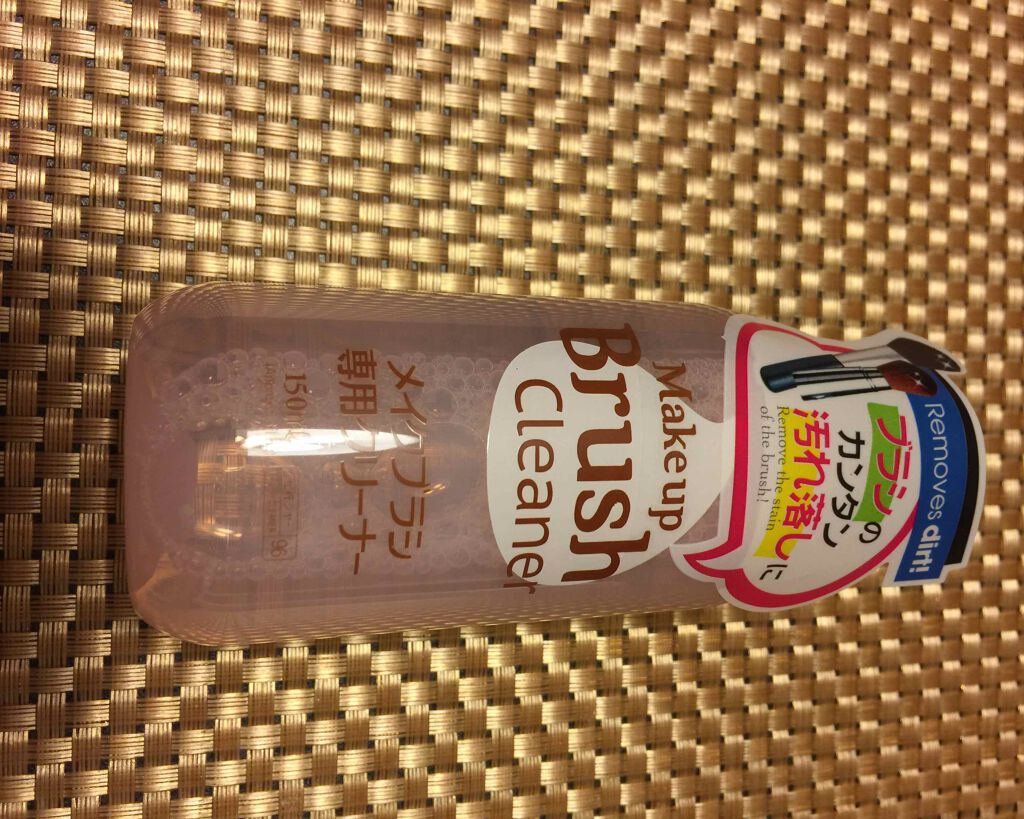 Removes dirt!
ブラシの
カンタン
汚れ落しに
Remove the stain
of the brush!
Make up
Brush
Cleaner
メイクブラシ
専用クリーナー